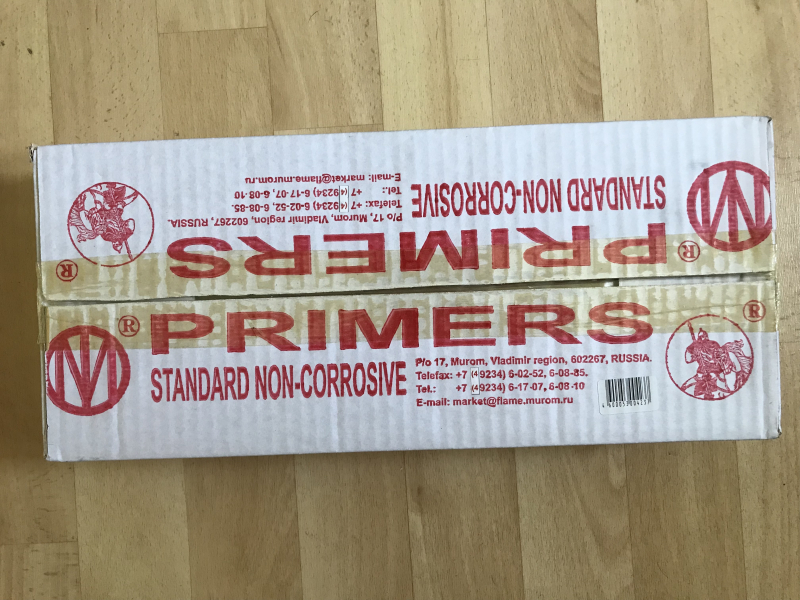 E-mail: market@flame.murom.ru
Tel.: +7 (49234) 6-17-07, 6-08-10
Telefax: +7 (49234) 6-02-52, 6-08-85.
P/o 17, Murom, Vladimir region, 602267, RUSSIA.
STANDARD NON-CORROSIVE
PRIMERS®
®
®PRIMERS®
STANDARD NON-CORROSIVE
P/o 17, Murom, Vladimir region, 602267, RUSSIA.
Telefax: +7 (49234) 6-02-52, 6-08-85.
Tel.: +7 (49234) 6-17-07, 6-08-10
E-mail: market@flame.murom.ru